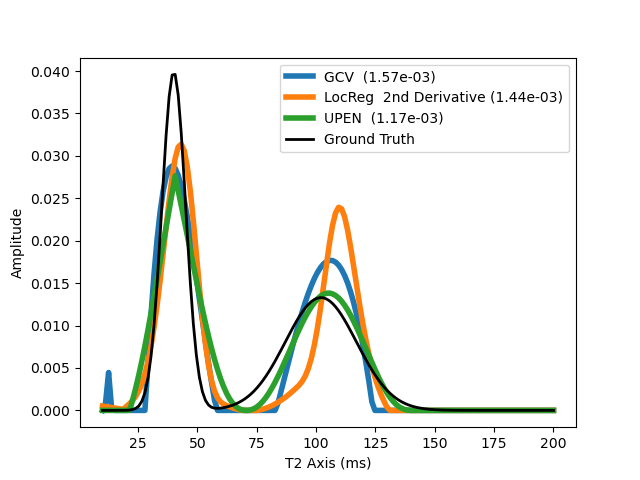 GCV  (1.57e-03)
LocReg  2nd Derivative (1.44e-03)
UPEN  (1.17e-03)
Ground Truth
0.040
0.035
0.030
0.025
0.020
0.015
0.010
0.005
0.000
Amplitude
25 50 75 100 125 150 175 200
T2 Axis (ms)